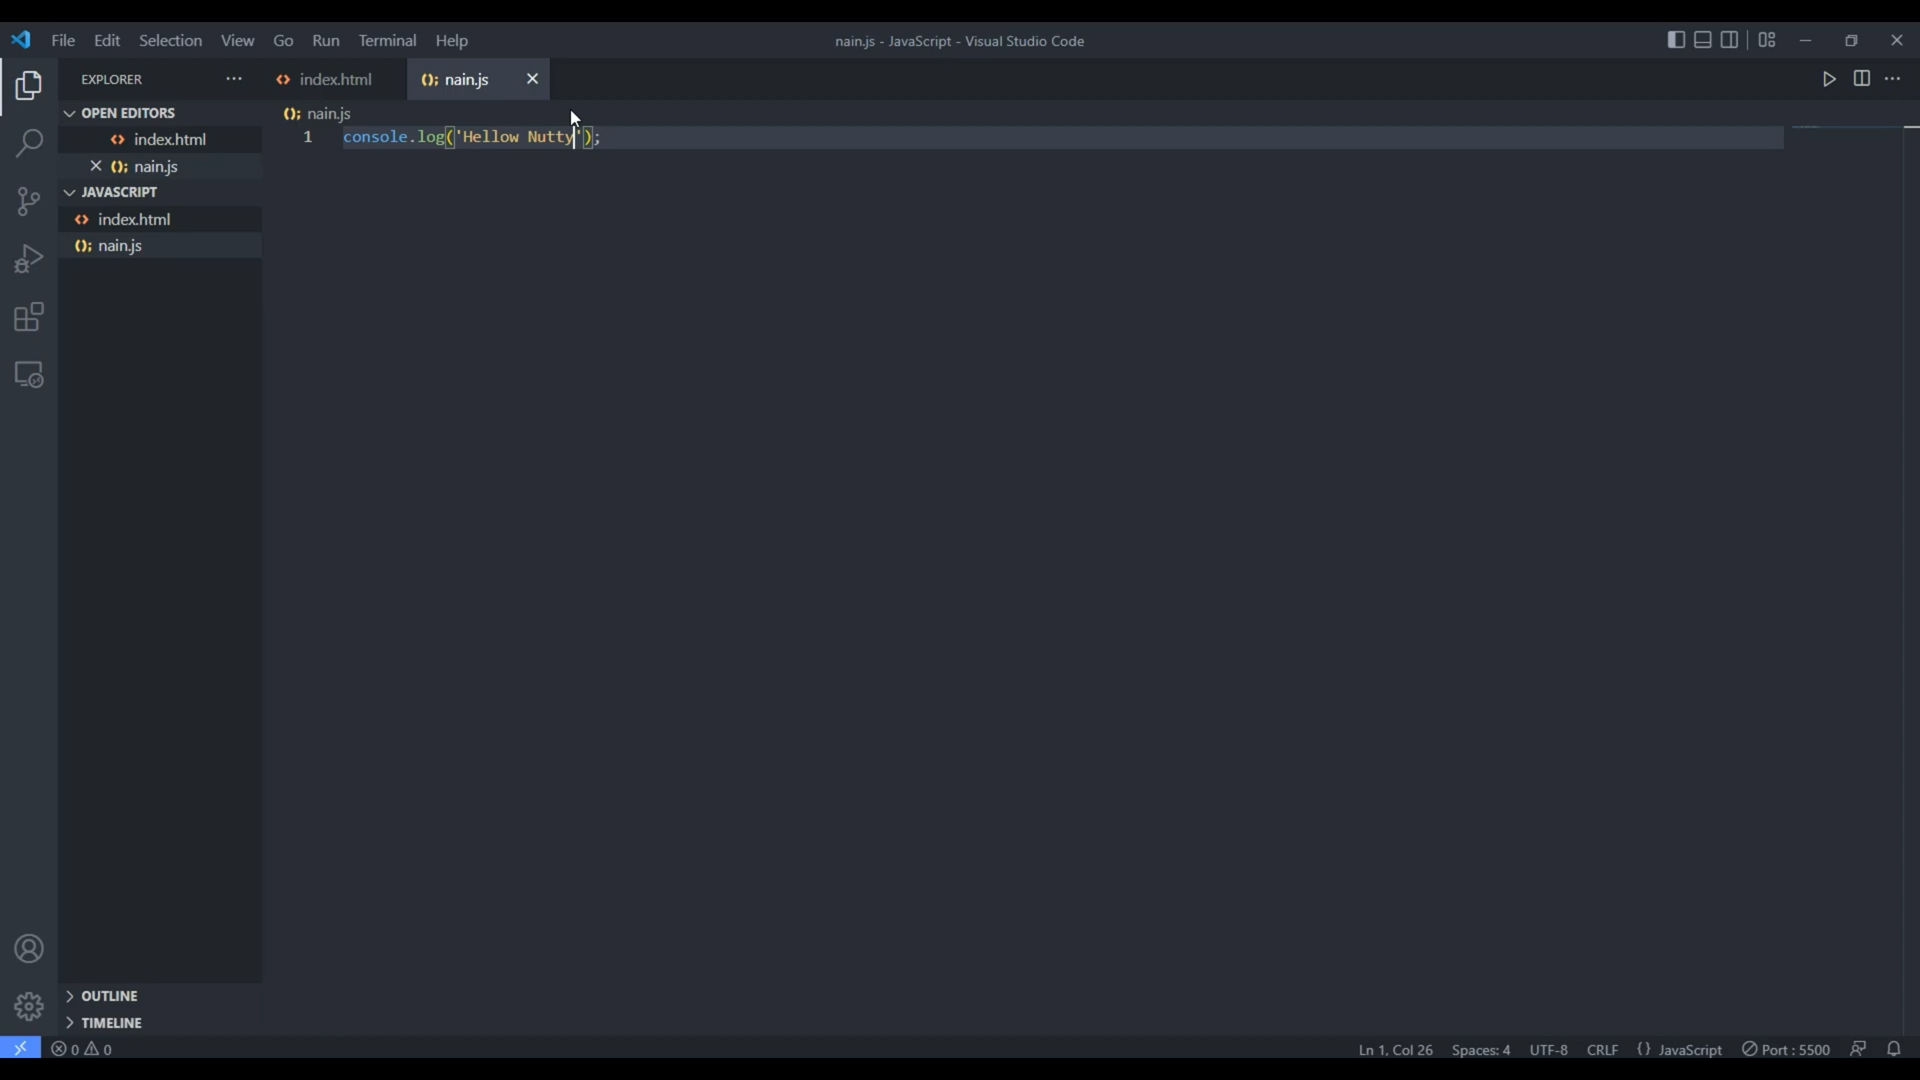 File Edit Selection View Go Run Terminal Help
nain.js - JavaScript - Visual Studio Code
EXPLORER
index.html
nain.js
OPEN EDITORS
index.html
nain.js
JAVASCRIPT
index.html
nain.js
OUTLINE
TIMELINE
nain.js
1 console.log('Hellow Nutty');
0 0
Ln 1, Col 26 Spaces: 4 UTF-8 CRLF {} JavaScript Port : 5500